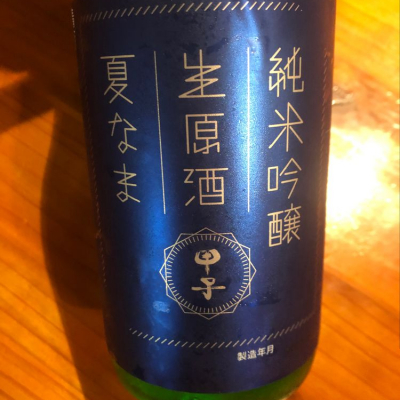 純米吟醸
生原酒
夏なま
甲子
製造年月